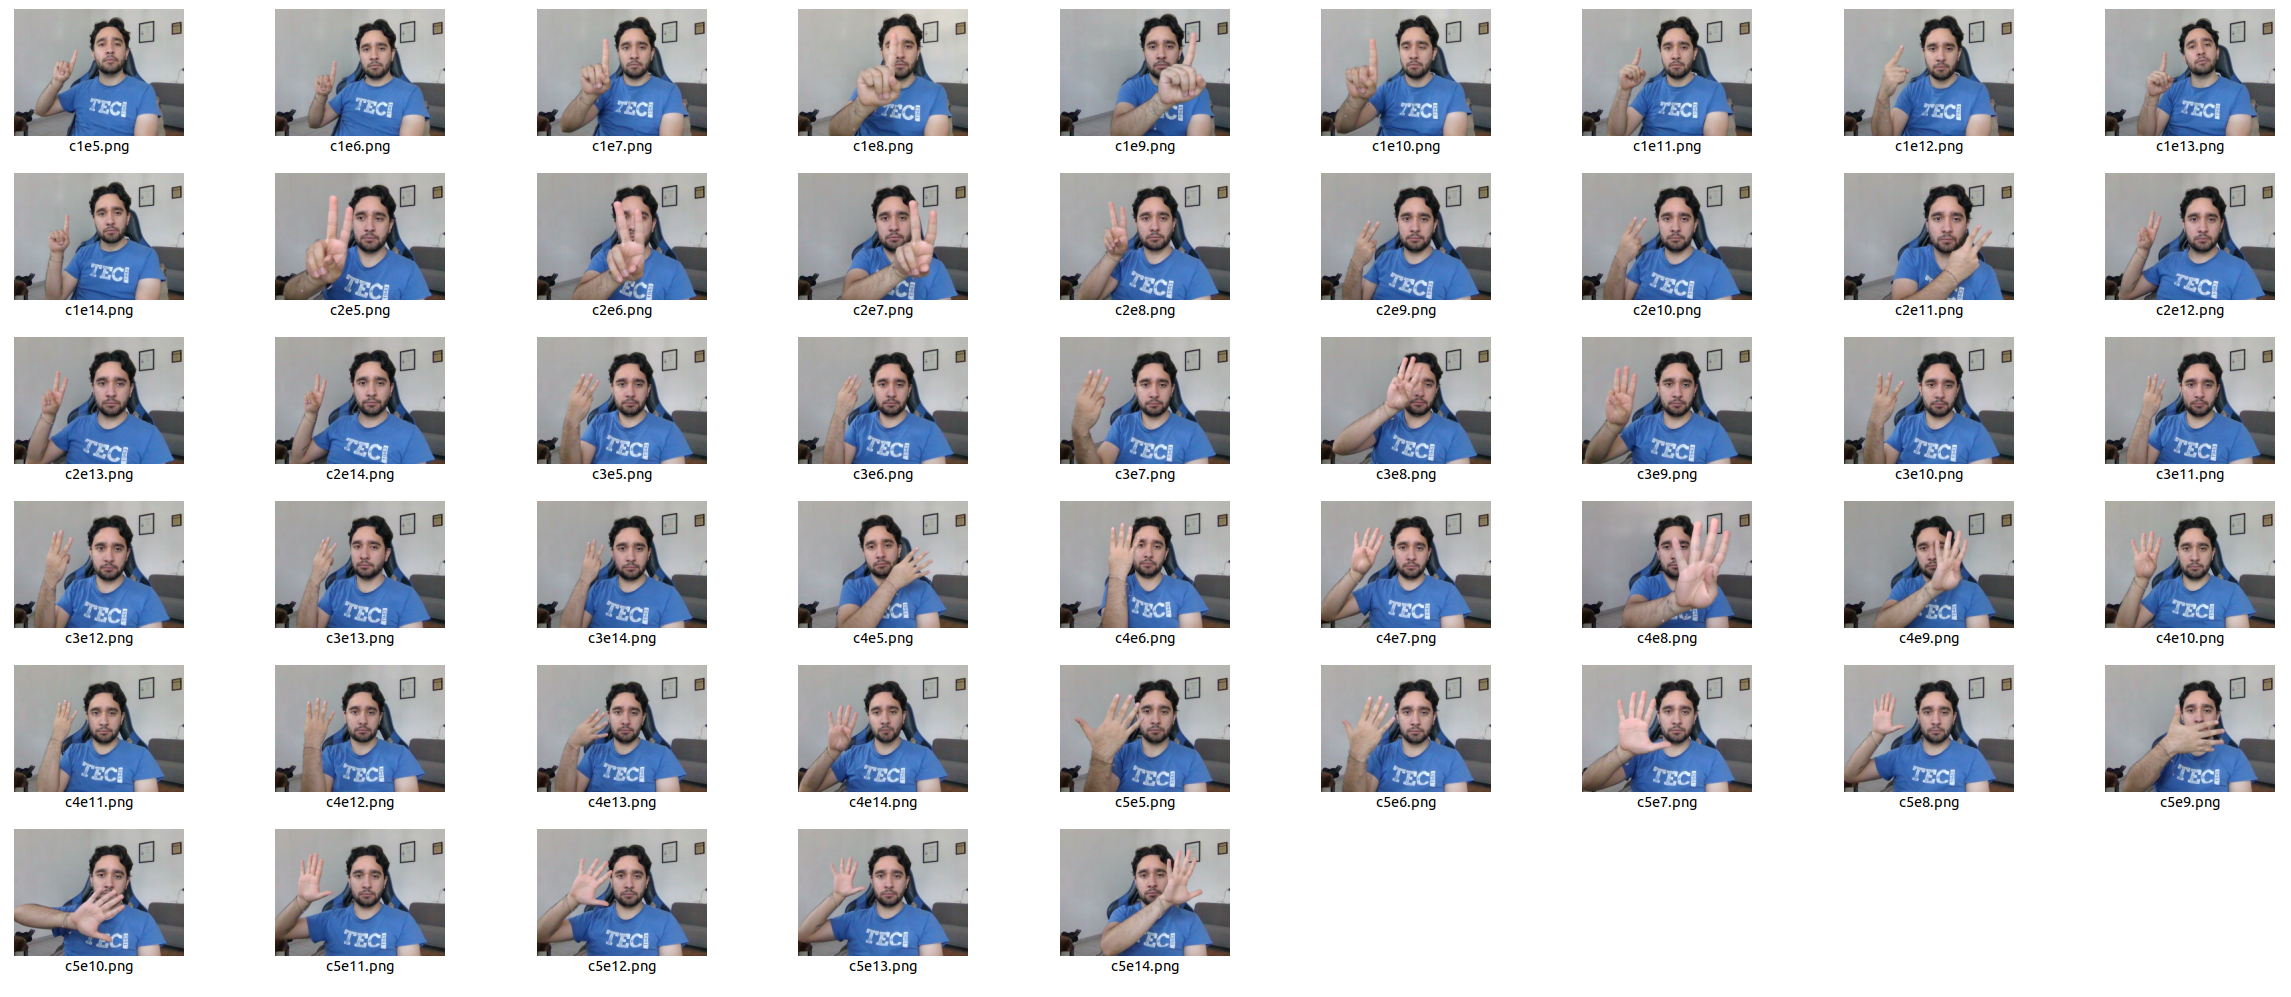 c1e5.png c1e6.png c1e7.png c1e8.png c1e9.png c1e10.png c1e11.png c1e12.png c1e13.png
c1e14.png c2e5.png c2e6.png c2e7.png c2e8.png c2e9.png c2e10.png c2e11.png c2e12.png
c2e13.png c2e14.png c3e5.png c3e6.png c3e7.png c3e8.png c3e9.png c3e10.png c3e11.png
c3e12.png c3e13.png c3e14.png c4e5.png c4e6.png c4e7.png c4e8.png c4e9.png c4e10.png
c4e11.png c4e12.png c4e13.png c4e14.png c5e5.png c5e6.png c5e7.png c5e8.png c5e9.png
c5e10.png c5e11.png c5e12.png c5e13.png c5e14.png